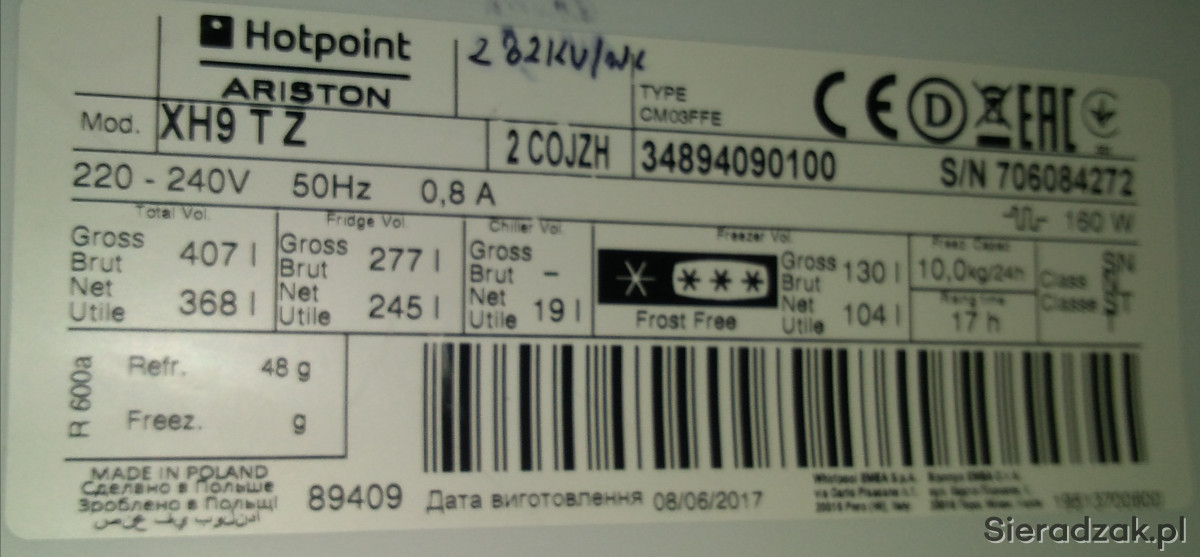 Hotpoint
ARISTON
TYPE
CM03FFE
Mod. XH9 T Z
2 COJZH
34894090100
S/N 706084272
220 - 240V 50Hz 0,8 A
160 W
Total Vol.
Gross
Brut 407 l
Net
Utile 368 l
Fridge Vol.
Gross
Brut 277 l
Net
Utile 245 l
Chiller Vol.
Gross
Brut -
Net
Utile 19 l
Freezer Vol.
Frost Free
Gross
Brut 130 l
Net
Utile 104 l
Freez. Capac.
10,0kg/24h
Rising time
17 h
Class
Classe
SN
N
ST
T
R 600a
Refr. 48 g
Freez. g
MADE IN POLAND
Сделано в Польше
Зроблено в Польщі
89409
Дата виготовлення 08/06/2017
Whirlpool EMEA S.p.A.
Sieradzak.pl